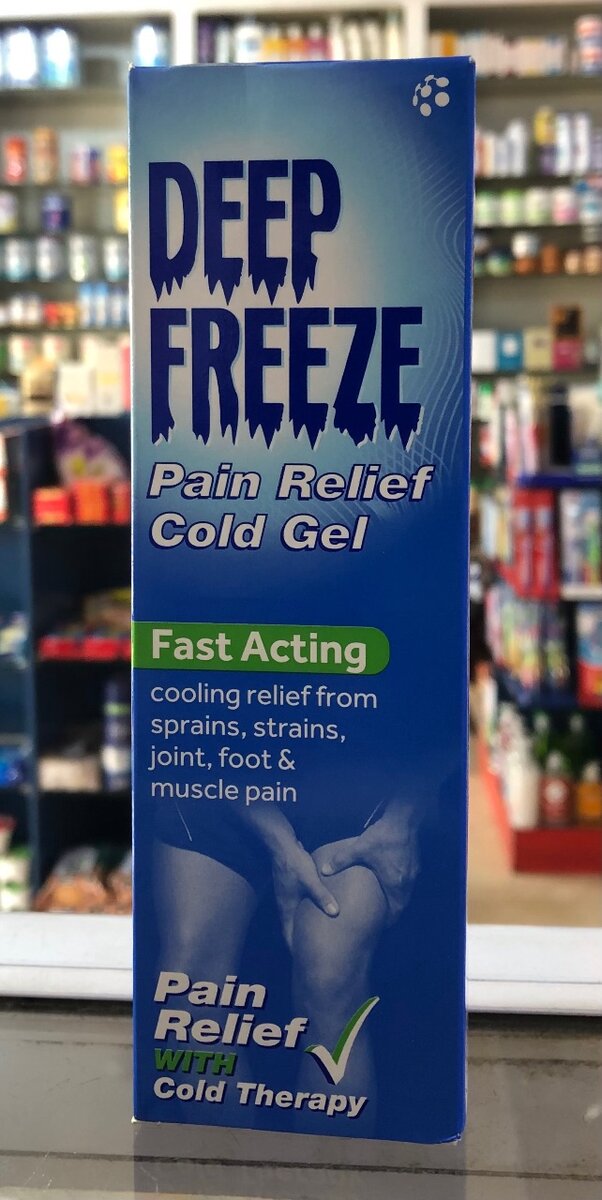 DEEP
FREEZE
Pain Relief
Cold Gel
Fast Acting
cooling relief from
sprains, strains,
joint, foot &
muscle pain
Pain
Relief
WITH
Cold Therapy